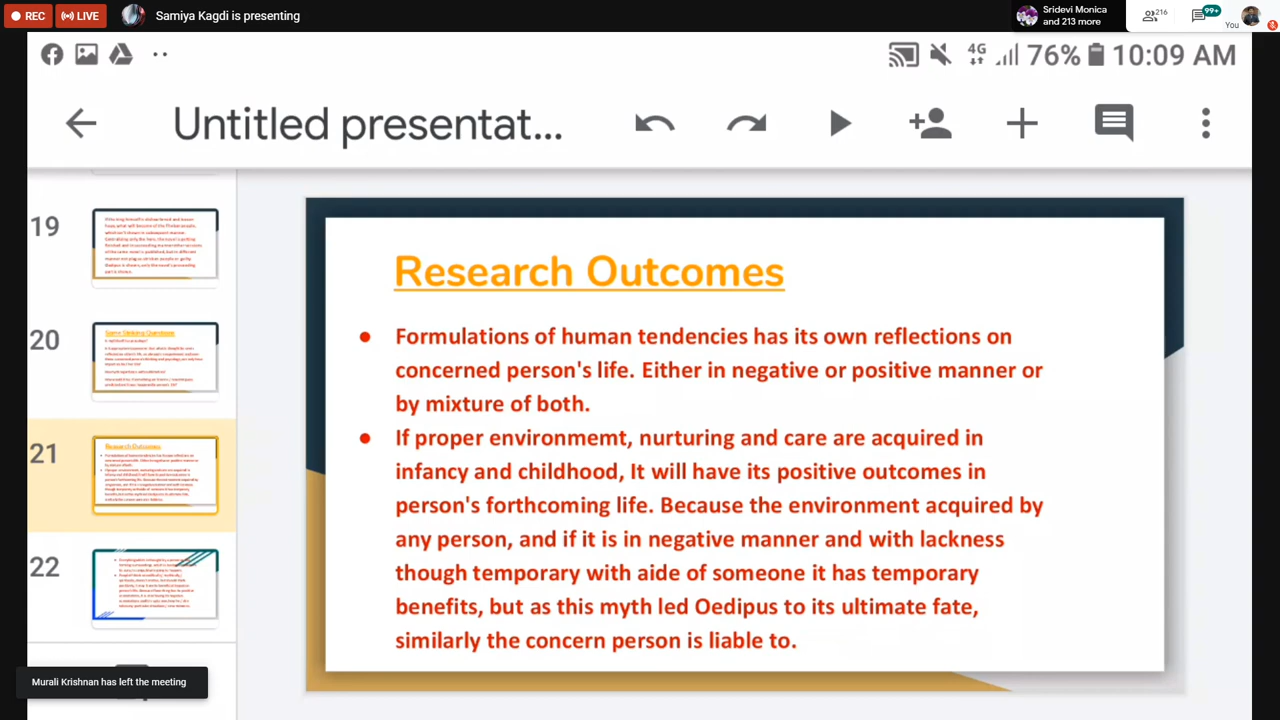 REC
LIVE
Samiya Kagdi is presenting
Sridevi Monica
and 213 more
216
99+
You
4G
76%
10:09 AM
Untitled presentat...
19
20
Some Striking Questions
21
Research Outcomes
22
Research Outcomes
Formulations of human tendencies has its own reflections on
concerned person's life. Either in negative or positive manner or
by mixture of both.
If proper environmemt, nurturing and care are acquired in
infancy and childhood, It will have its positive outcomes in
person's forthcoming life. Because the environment acquired by
any person, and if it is in negative manner and with lackness
though temporary with aide of someone it has temporary
benefits, but as this myth led Oedipus to its ultimate fate,
similarly the concern person is liable to.
Murali Krishnan has left the meeting